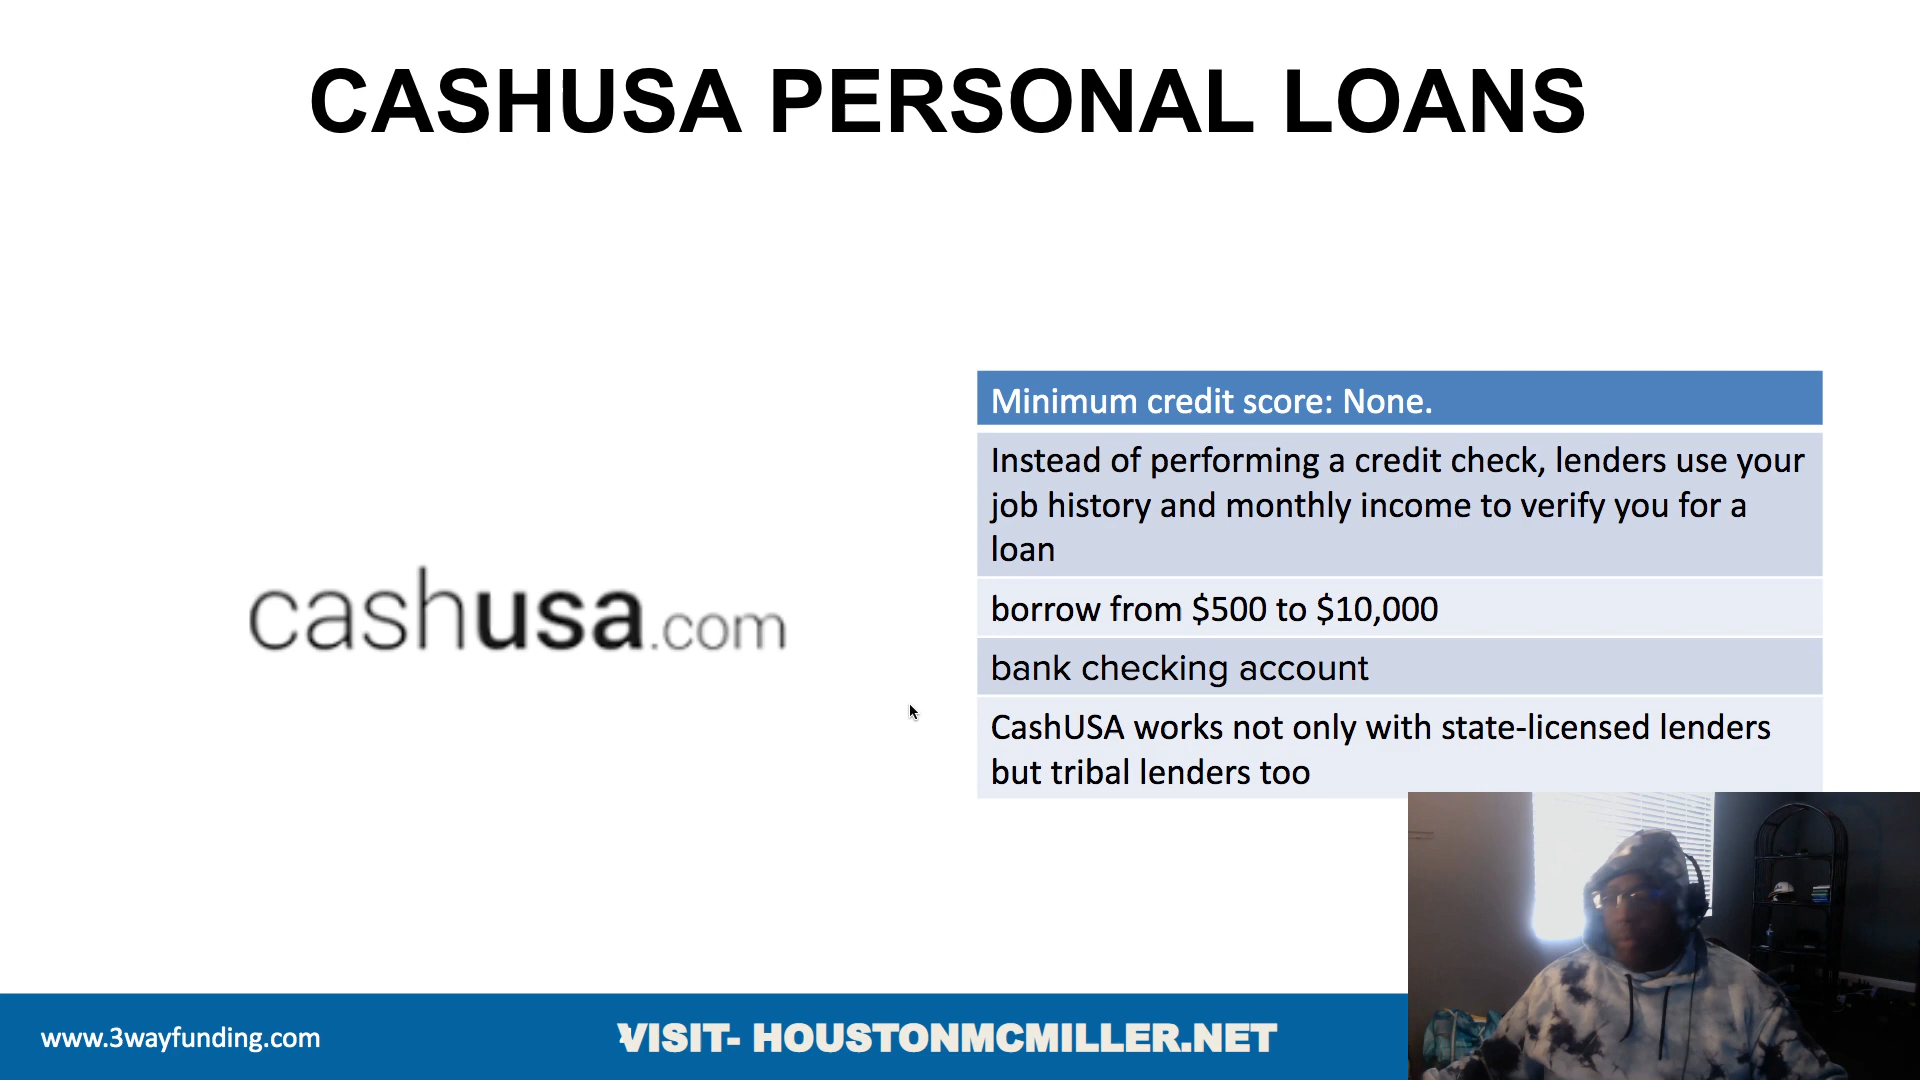 CASHUSA PERSONAL LOANS
Minimum credit score: None.
Instead of performing a credit check, lenders use your
job history and monthly income to verify you for a
loan
borrow from $500 to $10,000
bank checking account
CashUSA works not only with state-licensed lenders
but tribal lenders too
cashusa.com
www.3wayfunding.com
VISIT- HOUSTONMCMILLER.NET